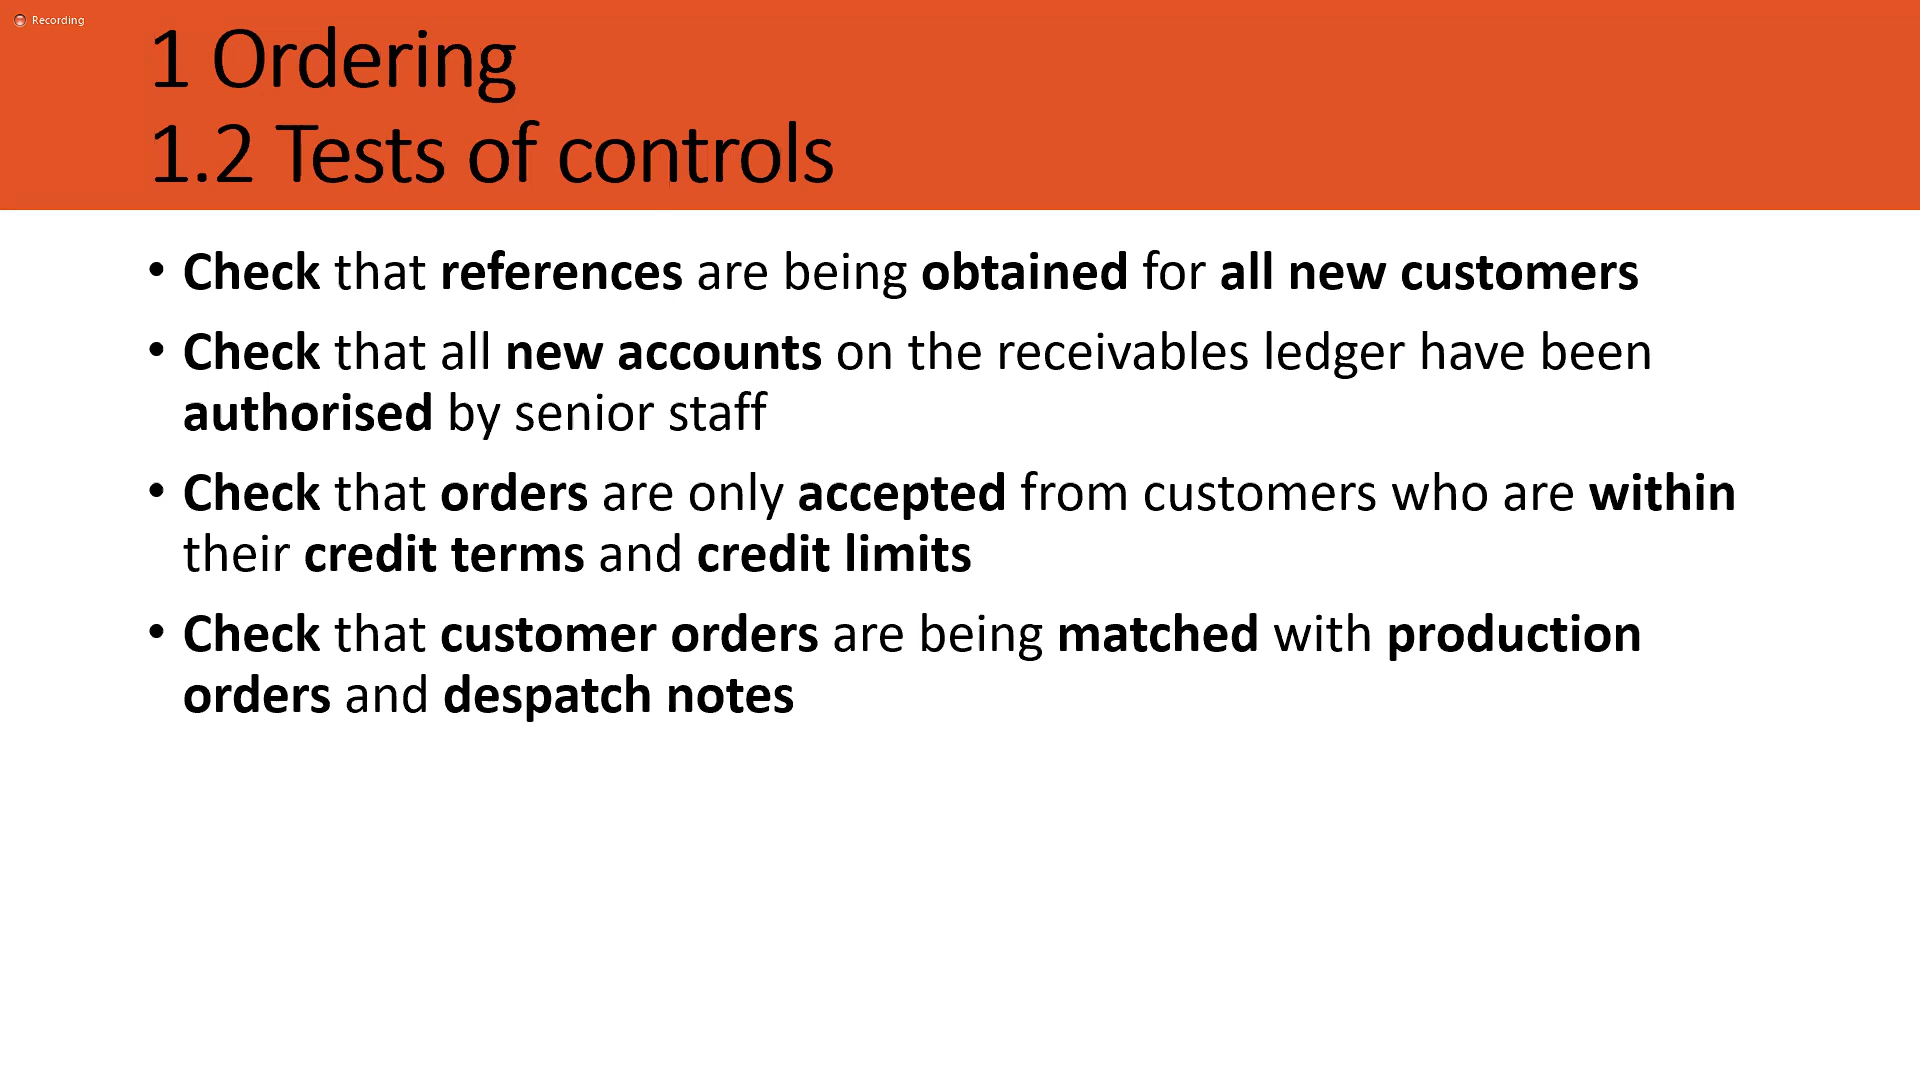 Recording
1 Ordering
1.2 Tests of controls
• Check that references are being obtained for all new customers
• Check that all new accounts on the receivables ledger have been
authorised by senior staff
• Check that orders are only accepted from customers who are within
their credit terms and credit limits
• Check that customer orders are being matched with production
orders and despatch notes